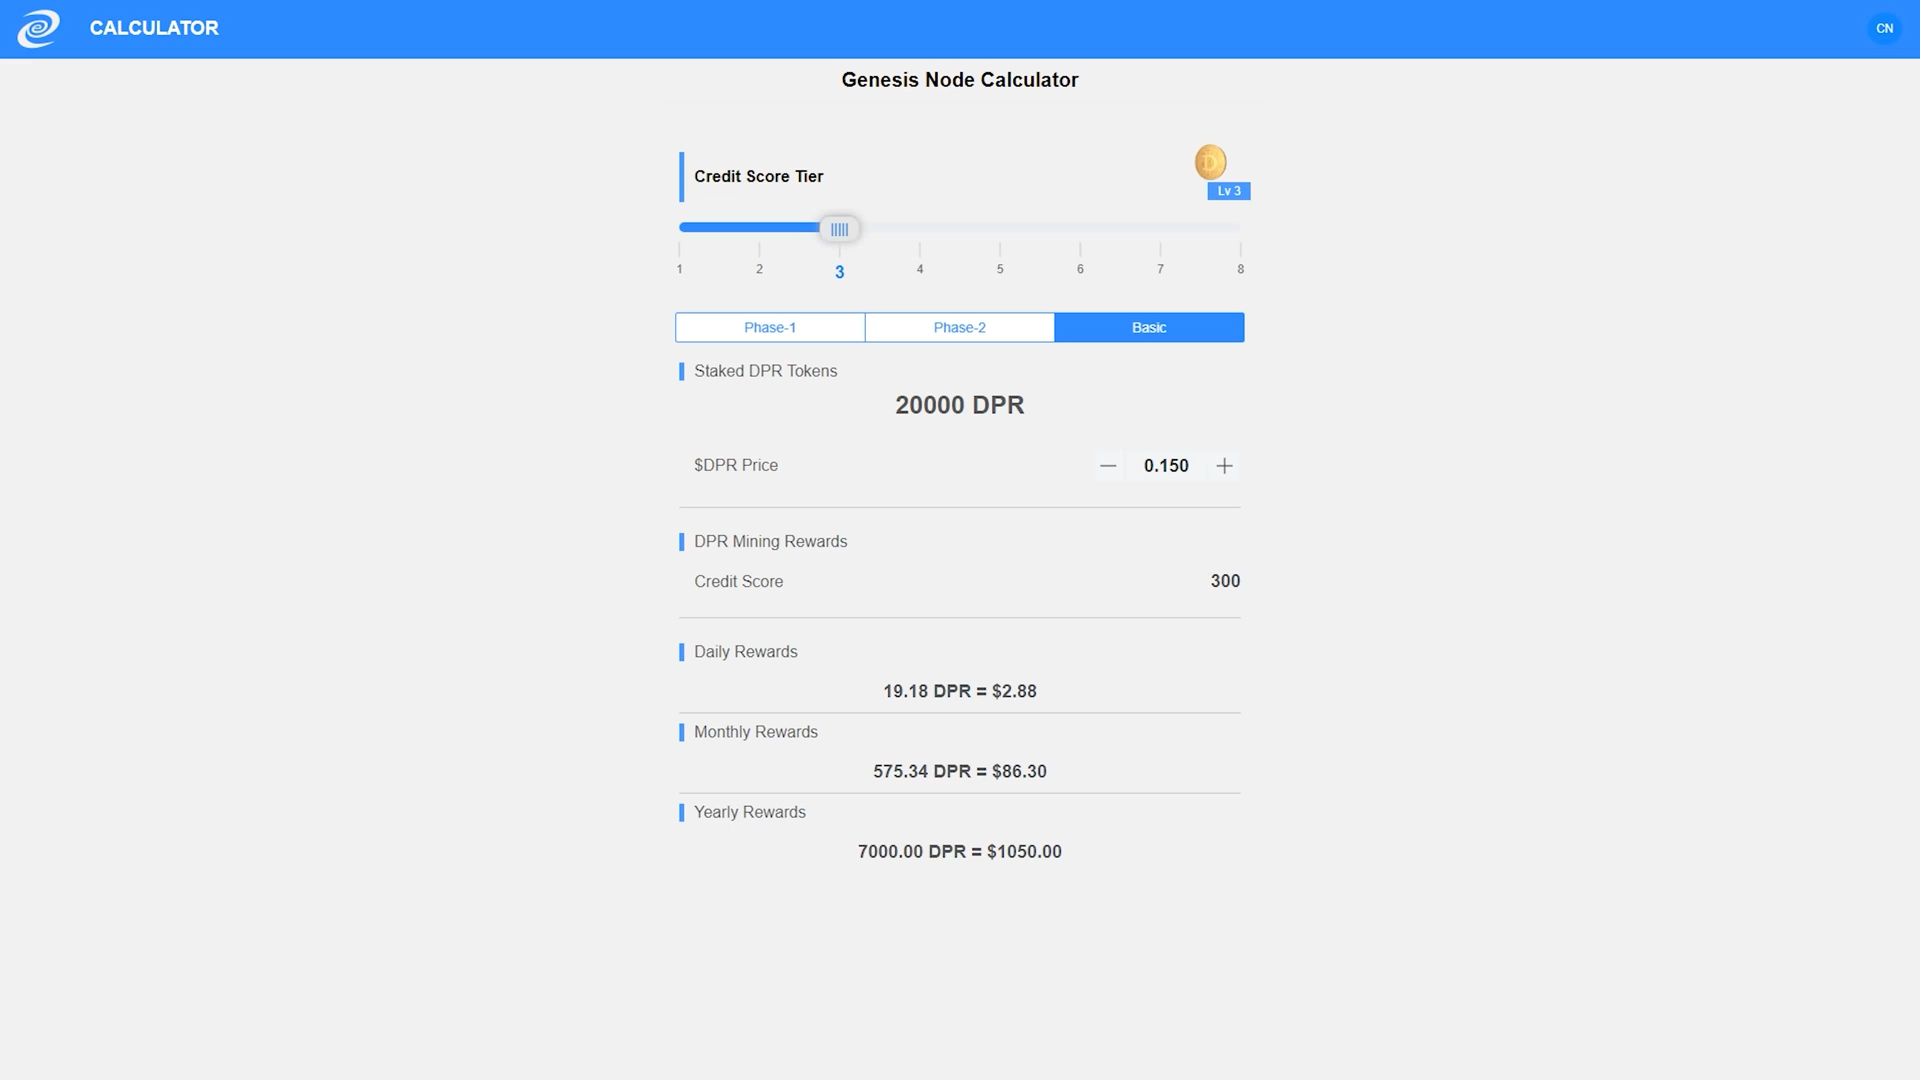 CALCULATOR
CN
Genesis Node Calculator
Credit Score Tier
Lv 3
1 2 3 4 5 6 7 8
Phase-1 Phase-2 Basic
Staked DPR Tokens
20000 DPR
$DPR Price 0.150
DPR Mining Rewards
Credit Score 300
Daily Rewards
19.18 DPR = $2.88
Monthly Rewards
575.34 DPR = $86.30
Yearly Rewards
7000.00 DPR = $1050.00